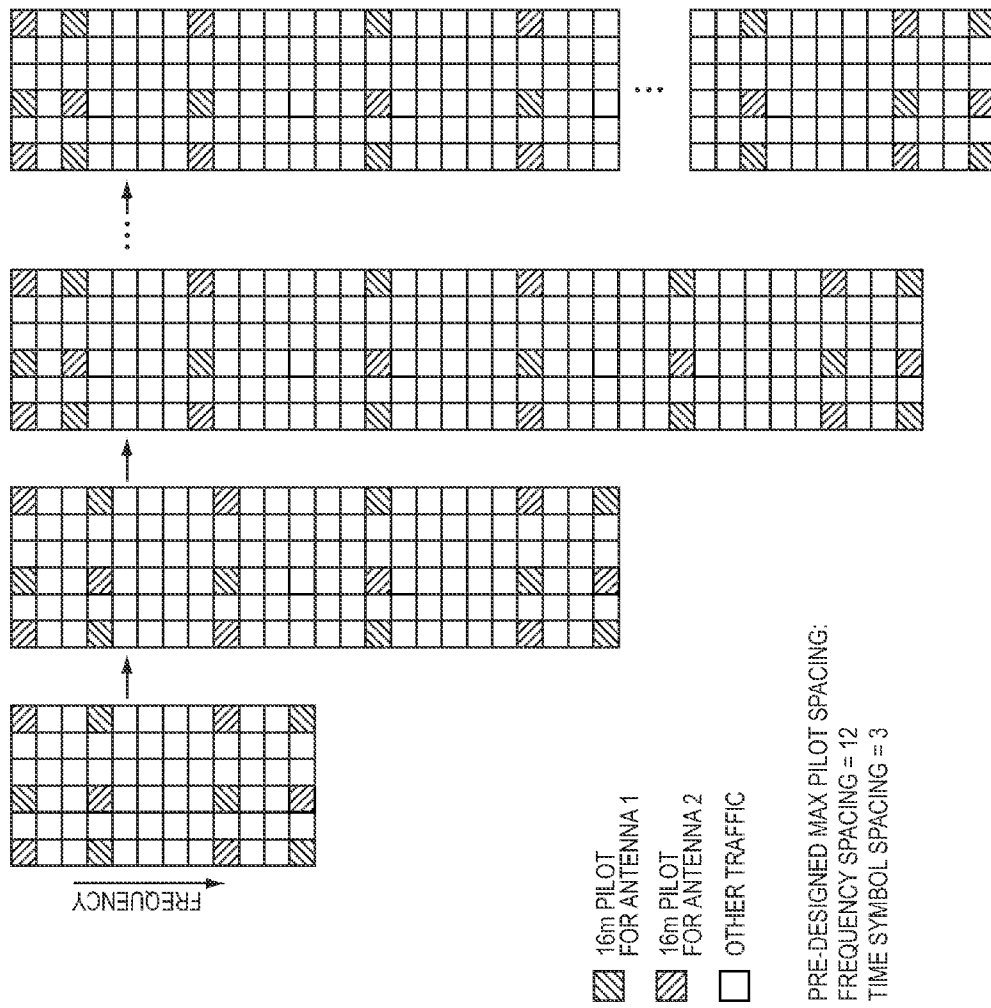 FREQUENCY
16m PILOT
FOR ANTENNA 1
16m PILOT
FOR ANTENNA 2
OTHER TRAFFIC
PRE-DESIGNED MAX PILOT SPACING:
FREQUENCY SPACING = 12
TIME SYMBOL SPACING = 3